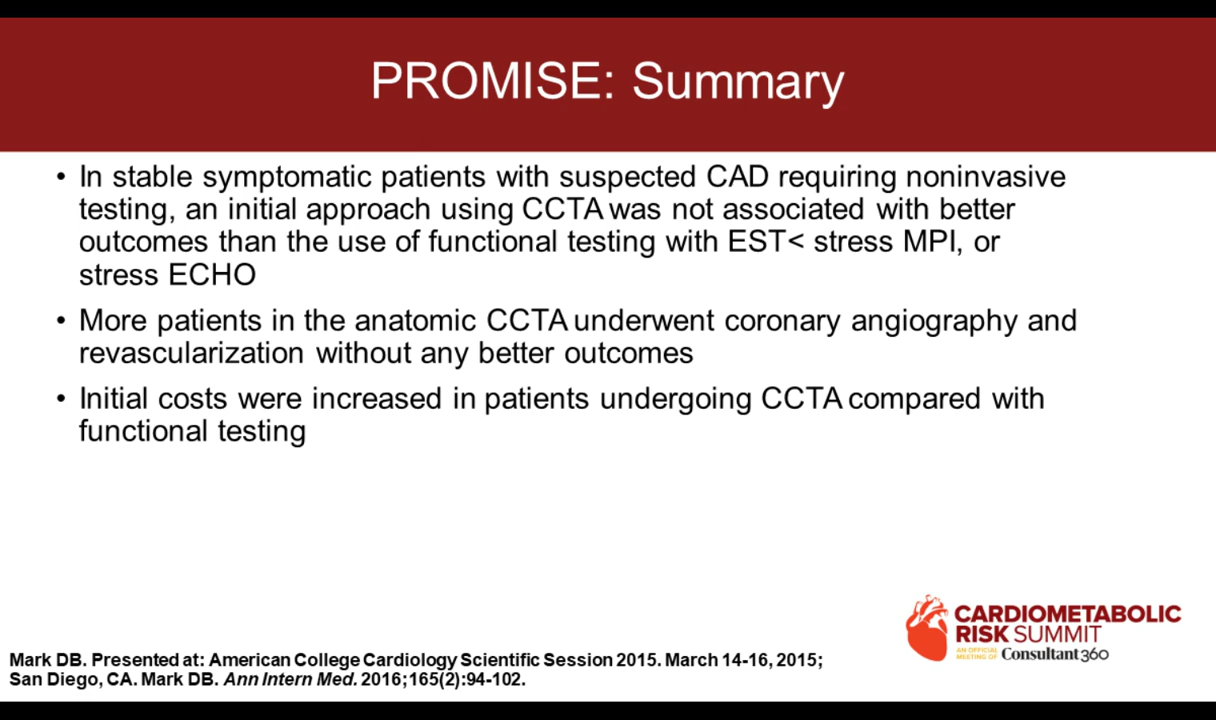 PROMISE: Summary
• In stable symptomatic patients with suspected CAD requiring noninvasive
testing, an initial approach using CCTA was not associated with better
outcomes than the use of functional testing with EST< stress MPI, or
stress ECHO
• More patients in the anatomic CCTA underwent coronary angiography and
revascularization without any better outcomes
• Initial costs were increased in patients undergoing CCTA compared with
functional testing
CARDIOMETABOLIC
RISK SUMMIT
AN OFFICIAL
MEETING OF Consultant360
Mark DB. Presented at: American College Cardiology Scientific Session 2015. March 14-16, 2015;
San Diego, CA. Mark DB. Ann Intern Med. 2016;165(2):94-102.